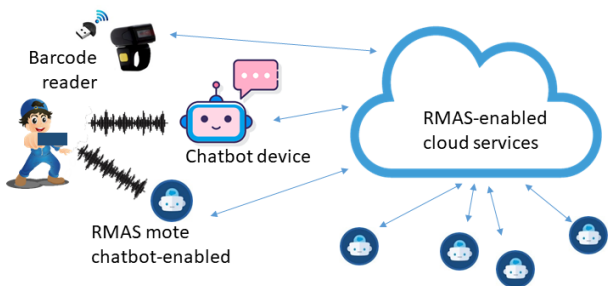 Barcode
reader
Chatbot device
RMAS mote
chatbot-enabled
RMAS-enabled
cloud services